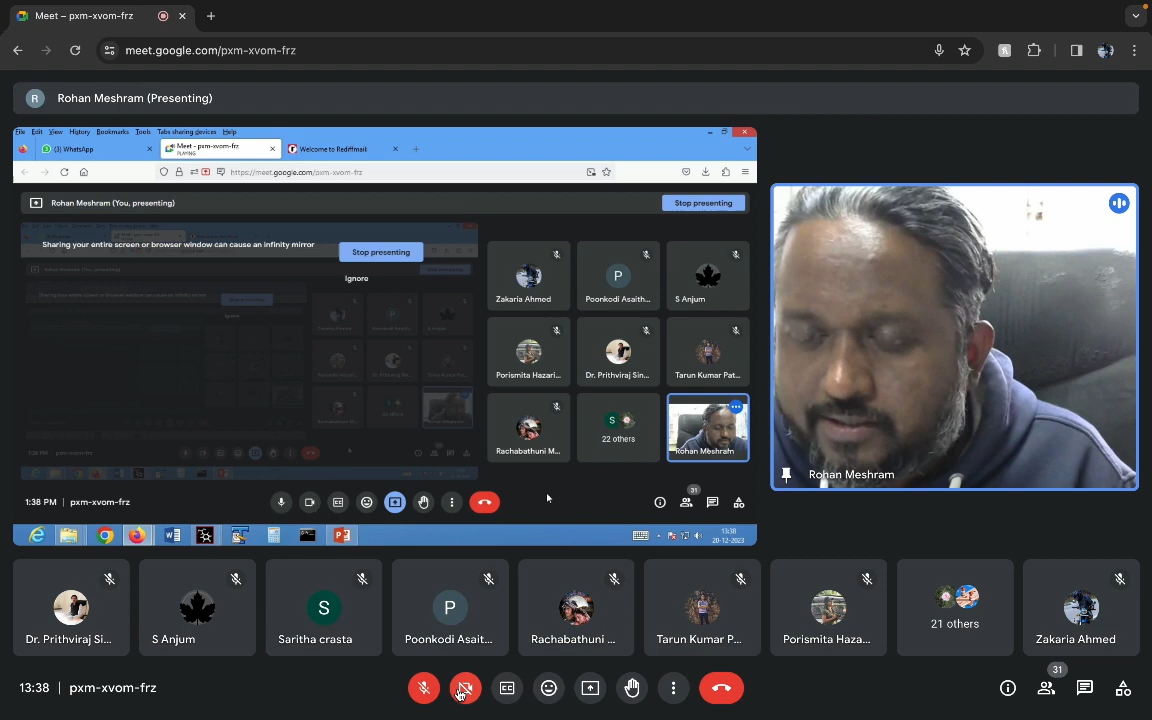 Meet – pxm-xvom-frz
meet.google.com/pxm-xvom-frz
R Rohan Meshram (Presenting)
File Edit View History Bookmarks Tools Tabs sharing devices Help
(3) WhatsApp
Meet - pxm-xvom-frz
PLAYING
Welcome to Rediffmail
https://meet.google.com/pxm-xvom-frz
Rohan Meshram (You, presenting)
Stop presenting
Sharing your entire screen or browser window can cause an infinity mirror
Stop presenting
Ignore
Zakaria Ahmed
P
Poonkodi Asaith...
S Anjum
Porismita Hazari...
Dr. Prithviraj Sin...
Tarun Kumar Pat...
Rachabathuni M...
S
22 others
Rohan Meshram
1:38 PM | pxm-xvom-frz
31
13:38
20-12-2023
Rohan Meshram
Dr. Prithviraj Si...
S Anjum
S
Saritha crasta
P
Poonkodi Asait...
Rachabathuni ...
Tarun Kumar P...
Porismita Haza...
21 others
Zakaria Ahmed
13:38 | pxm-xvom-frz
31